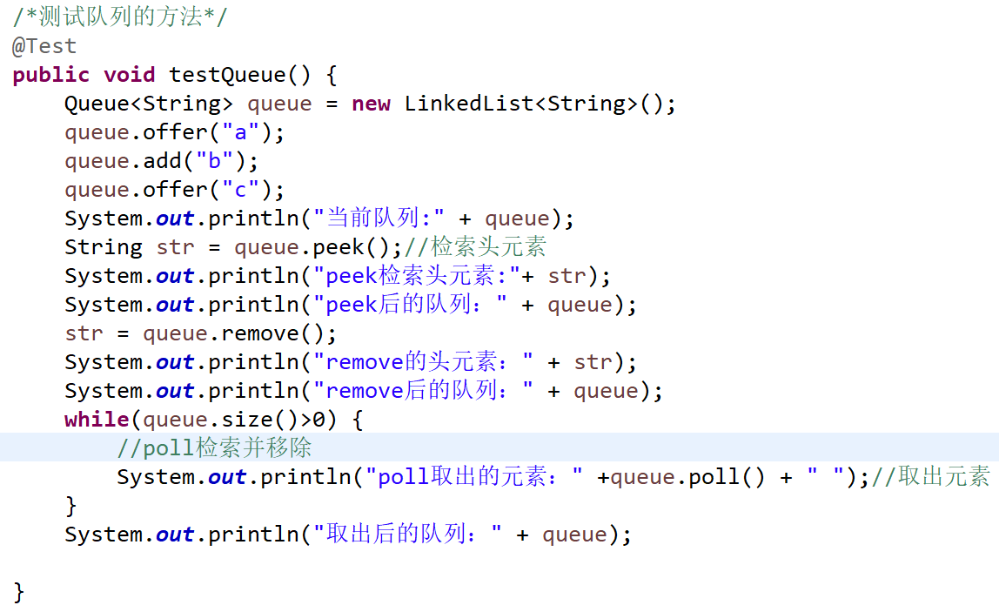 /*测试队列的方法*/
@Test
public void testQueue() {
    Queue<String> queue = new LinkedList<String>();
    queue.offer("a");
    queue.add("b");
    queue.offer("c");
    System.out.println("当前队列:" + queue);
    String str = queue.peek();//检索头元素
    System.out.println("peek检索头元素:"+ str);
    System.out.println("peek后的队列：" + queue);
    str = queue.remove();
    System.out.println("remove的头元素：" + str);
    System.out.println("remove后的队列：" + queue);
    while(queue.size()>0) {
        //poll检索并移除
        System.out.println("poll取出的元素：" +queue.poll() + " ");//取出元素
    }
    System.out.println("取出后的队列：" + queue);
}